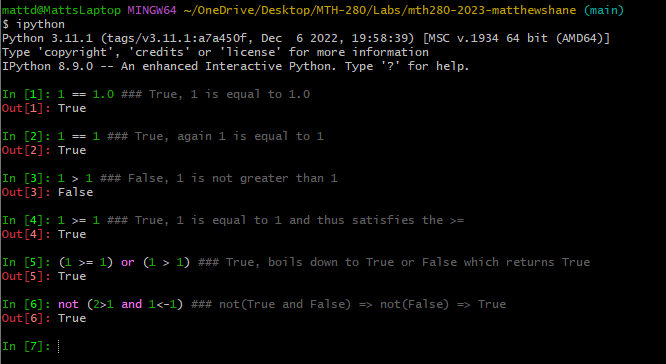 mattd@MattsLaptop MINGW64 ~/OneDrive/Desktop/MTH-280/Labs/mth280-2023-matthewshane (main)
$ ipython
Python 3.11.1 (tags/v3.11.1:a7a450f, Dec  6 2022, 19:58:39) [MSC v.1934 64 bit (AMD64)]
Type 'copyright', 'credits' or 'license' for more information
IPython 8.9.0 -- An enhanced Interactive Python. Type '?' for help.
In [1]: 1 == 1.0 ### True, 1 is equal to 1.0
Out[1]: True
In [2]: 1 == 1 ### True, again 1 is equal to 1
Out[2]: True
In [3]: 1 > 1 ### False, 1 is not greater than 1
Out[3]: False
In [4]: 1 >= 1 ### True, 1 is equal to 1 and thus satisfies the >=
Out[4]: True
In [5]: (1 >= 1) or (1 > 1) ### True, boils down to True or False which returns True
Out[5]: True
In [6]: not (2>1 and 1<-1) ### not(True and False) => not(False) => True
Out[6]: True
In [7]: